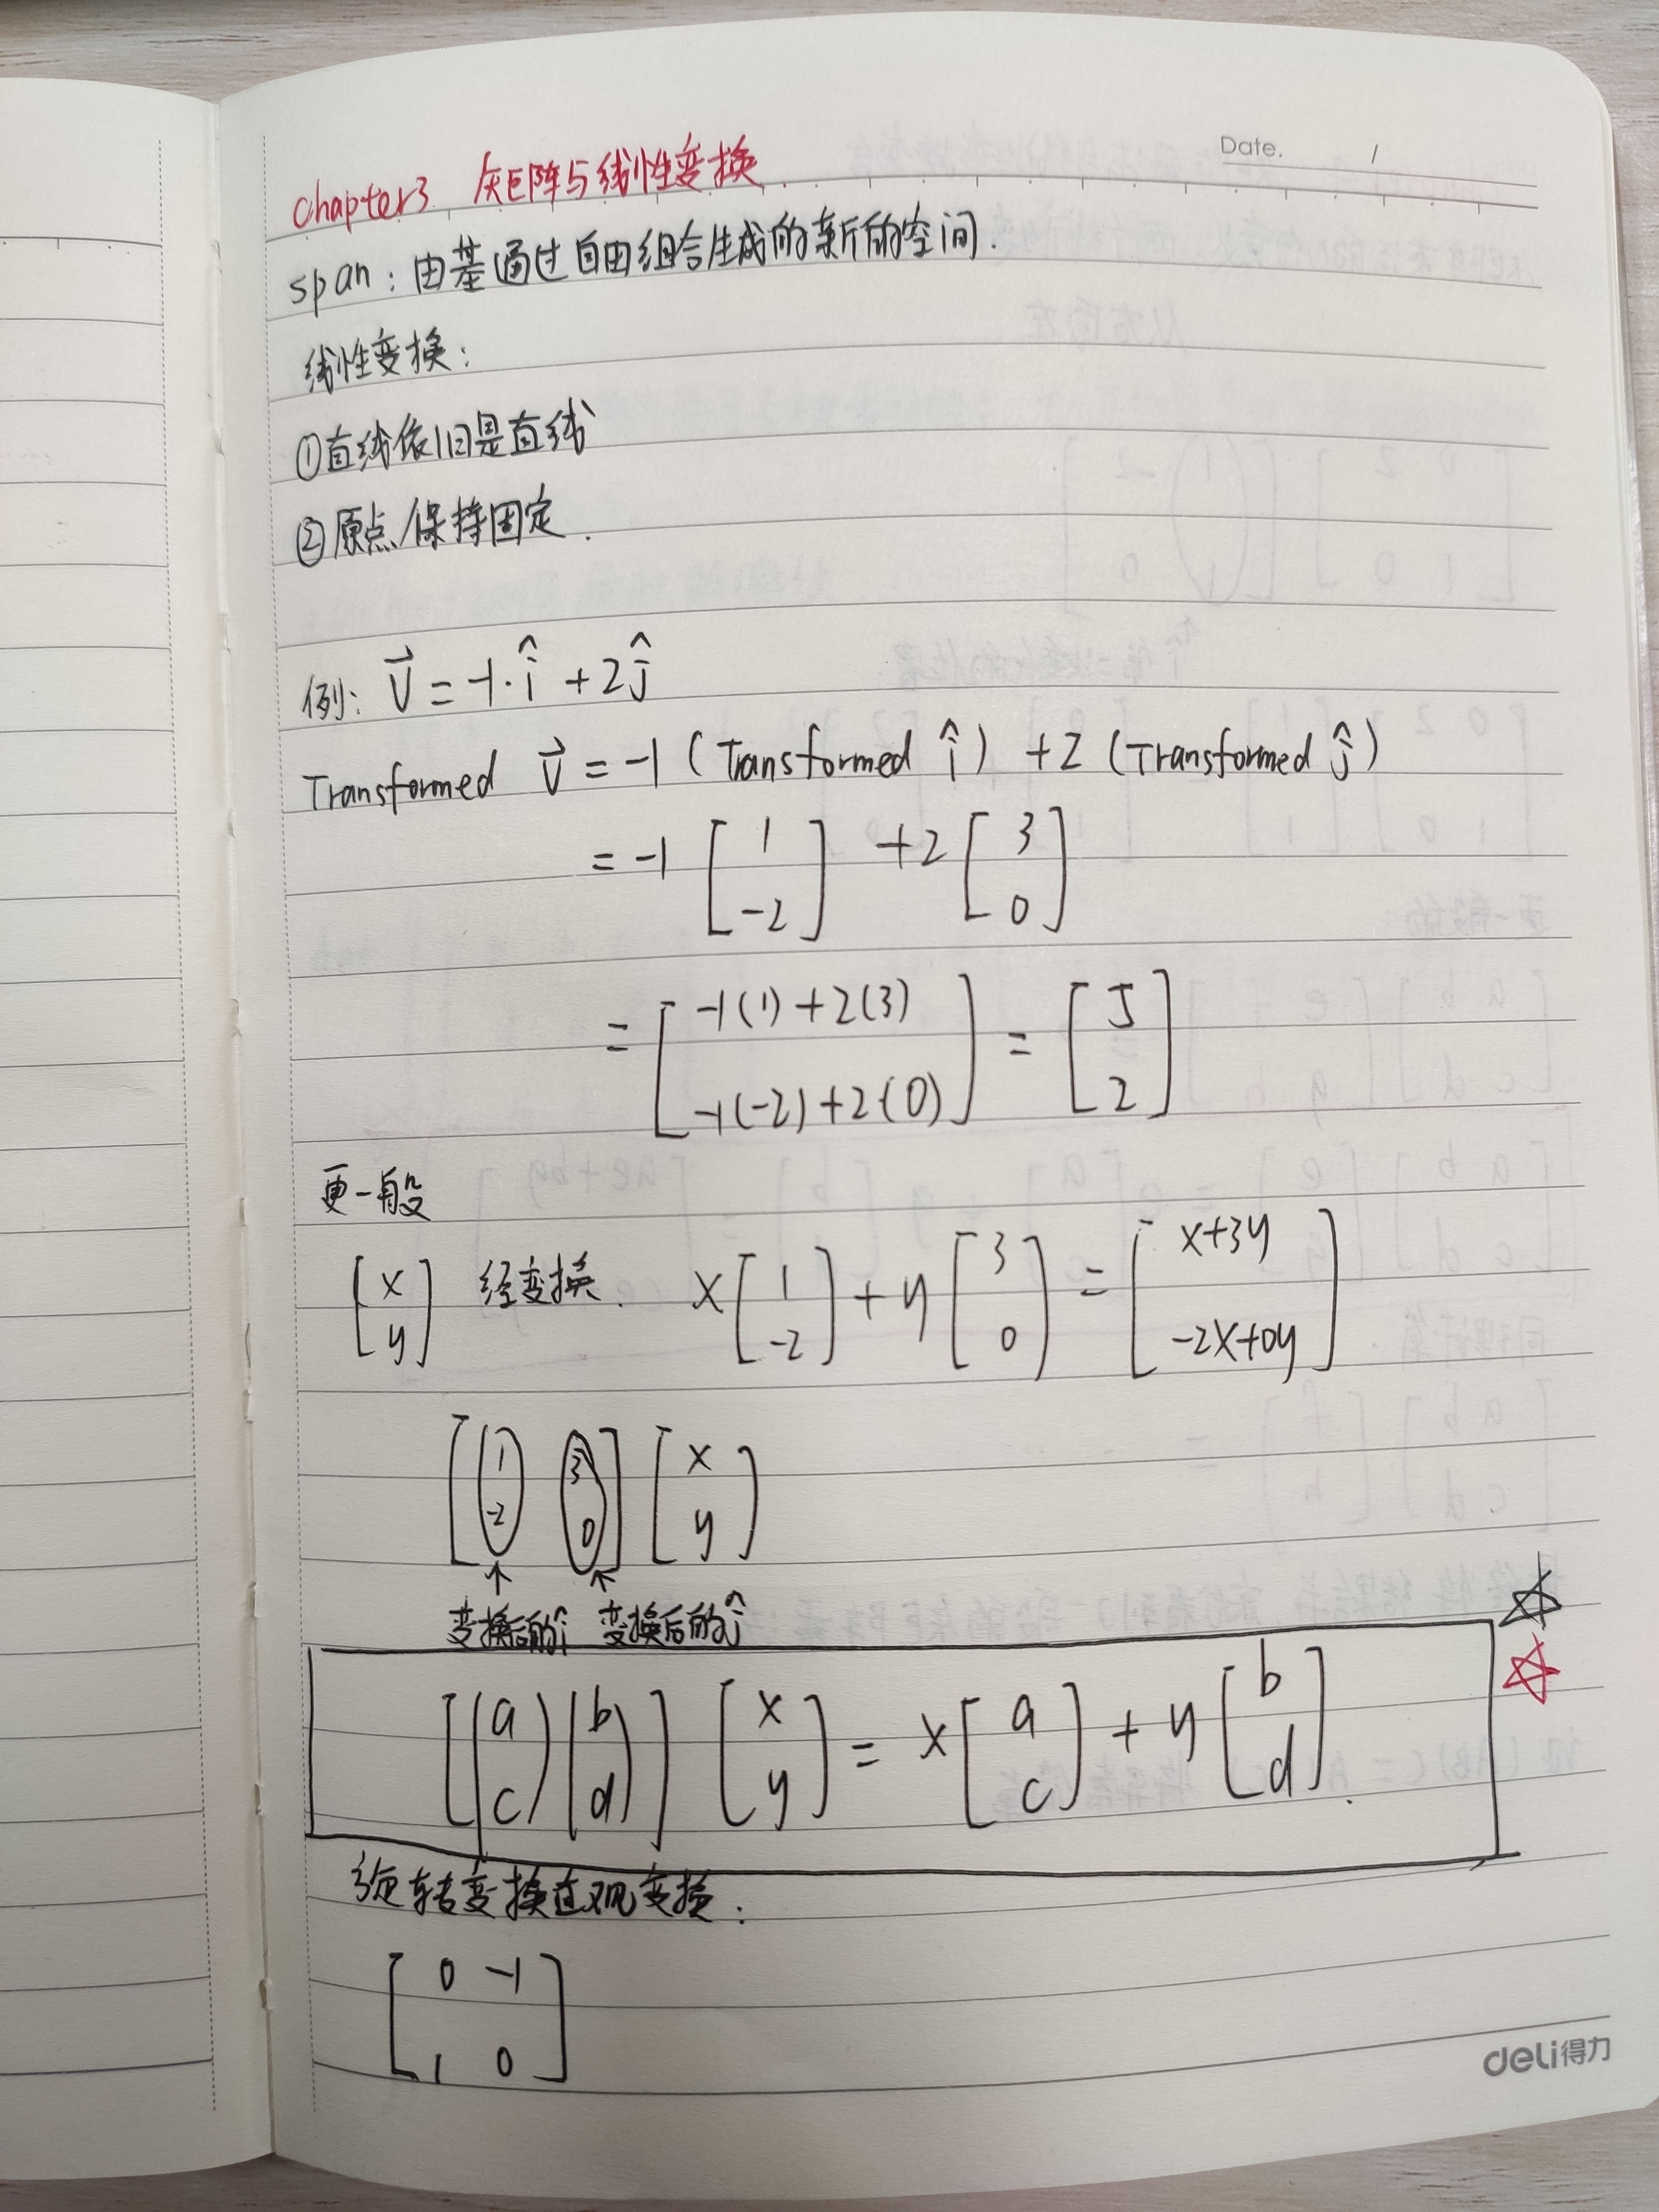 Date. /
Chapter3 矩阵与线性变换
span：由基通过自由组合生成的新的空间.
线性变换：
①直线依旧是直线
②原点保持固定.
例: $\vec{V} = -1 \cdot \hat{i} + 2\hat{j}$
Transformed $\vec{V} = -1$ (Transformed $\hat{i}$) $+ 2$ (Transformed $\hat{j}$)
$= -1 \begin{bmatrix} 1 \\ -2 \end{bmatrix} + 2 \begin{bmatrix} 3 \\ 0 \end{bmatrix}$
$= \begin{bmatrix} -1(1)+2(3) \\ -1(-2)+2(0) \end{bmatrix} = \begin{bmatrix} 5 \\ 2 \end{bmatrix}$
更一般
$\begin{bmatrix} x \\ y \end{bmatrix}$ 经变换. $x \begin{bmatrix} 1 \\ -2 \end{bmatrix} + y \begin{bmatrix} 3 \\ 0 \end{bmatrix} = \begin{bmatrix} x+3y \\ -2x+0y \end{bmatrix}$
$\begin{bmatrix} 1 & 3 \\ -2 & 0 \end{bmatrix} \begin{bmatrix} x \\ y \end{bmatrix}$
↑ ↑
变换后的$\hat{i}$ 变换后的$\hat{j}$
☆
☆
$\begin{bmatrix} \begin{pmatrix} a \\ c \end{pmatrix} \begin{pmatrix} b \\ d \end{pmatrix} \end{bmatrix} \begin{bmatrix} x \\ y \end{bmatrix} = x \begin{bmatrix} a \\ c \end{bmatrix} + y \begin{bmatrix} b \\ d \end{bmatrix}$.
旋转变换直观变换：
$\begin{bmatrix} 0 & -1 \\ 1 & 0 \end{bmatrix}$
deli得力